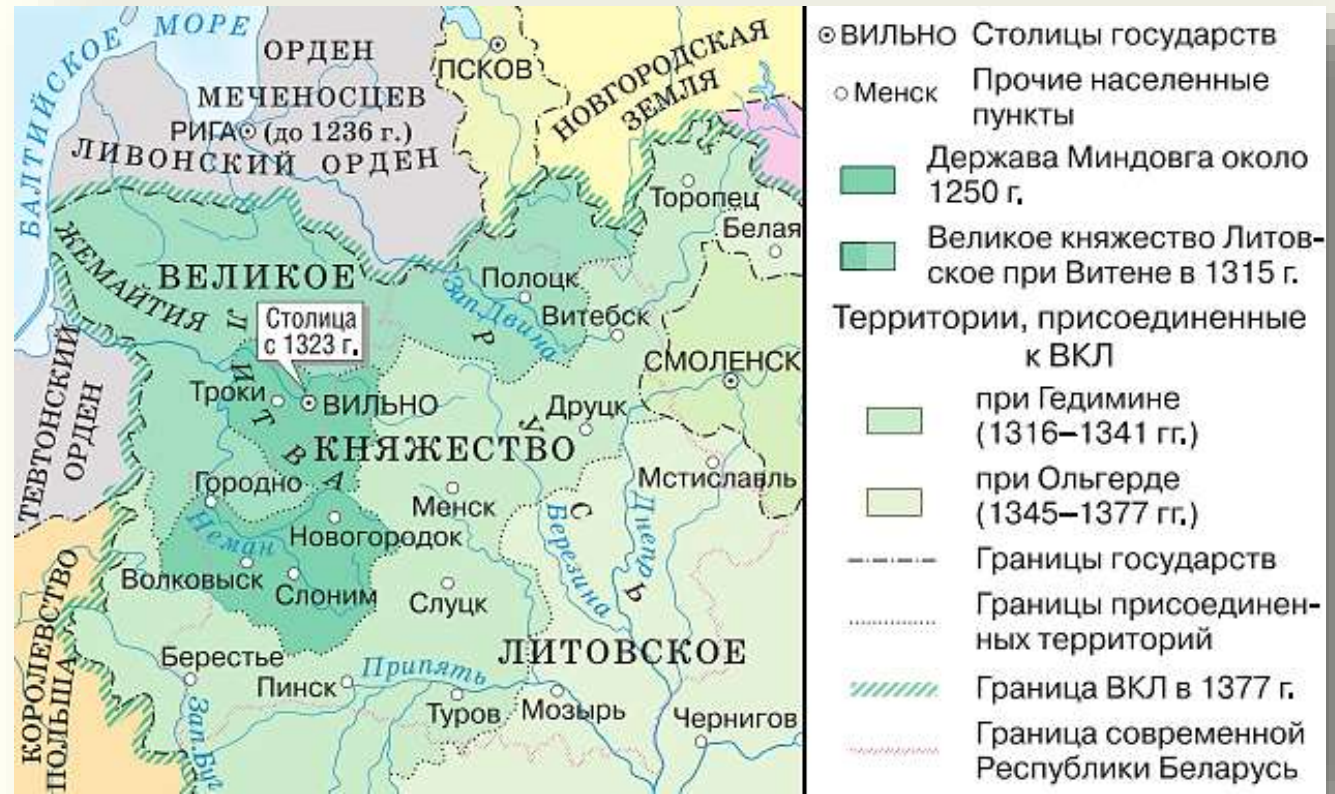 БАЛТИЙСКОЕ МОРЕ
ОРДЕН
МЕЧЕНОСЦЕВ
РИГА (до 1236 г.)
ЛИВОНСКИЙ ОРДЕН
ПСКОВ
НОВГОРОДСКАЯ
ЗЕМЛЯ
Торопец
Белая
ЖЕМАЙТИЯ
ВЕЛИКОЕ
Полоцк
Зап. Двина
Витебск
Столица
с 1323 г.
ЛИТВА
РУСЬ
СМОЛЕНСК
ТЕВТОНСКИЙ
ОРДЕН
Троки
ВИЛЬНО
Друцк
КНЯЖЕСТВО
Мстиславль
Городно
Менск
Днепр
Березина
Неман
Новогородок
Волковыск
Слоним
Слуцк
КОРОЛЕВСТВО
ПОЛЬША
ЛИТОВСКОЕ
Берестье
Припять
Пинск
Туров
Мозырь
Чернигов
Зап. Буг
ВИЛЬНО Столицы государств
Менск Прочие населенные
пункты
Держава Миндовга около
1250 г.
Великое княжество Литов-
ское при Витене в 1315 г.
Территории, присоединенные
к ВКЛ
при Гедимине
(1316–1341 гг.)
при Ольгерде
(1345–1377 гг.)
Границы государств
Границы присоединен-
ных территорий
Граница ВКЛ в 1377 г.
Граница современной
Республики Беларусь